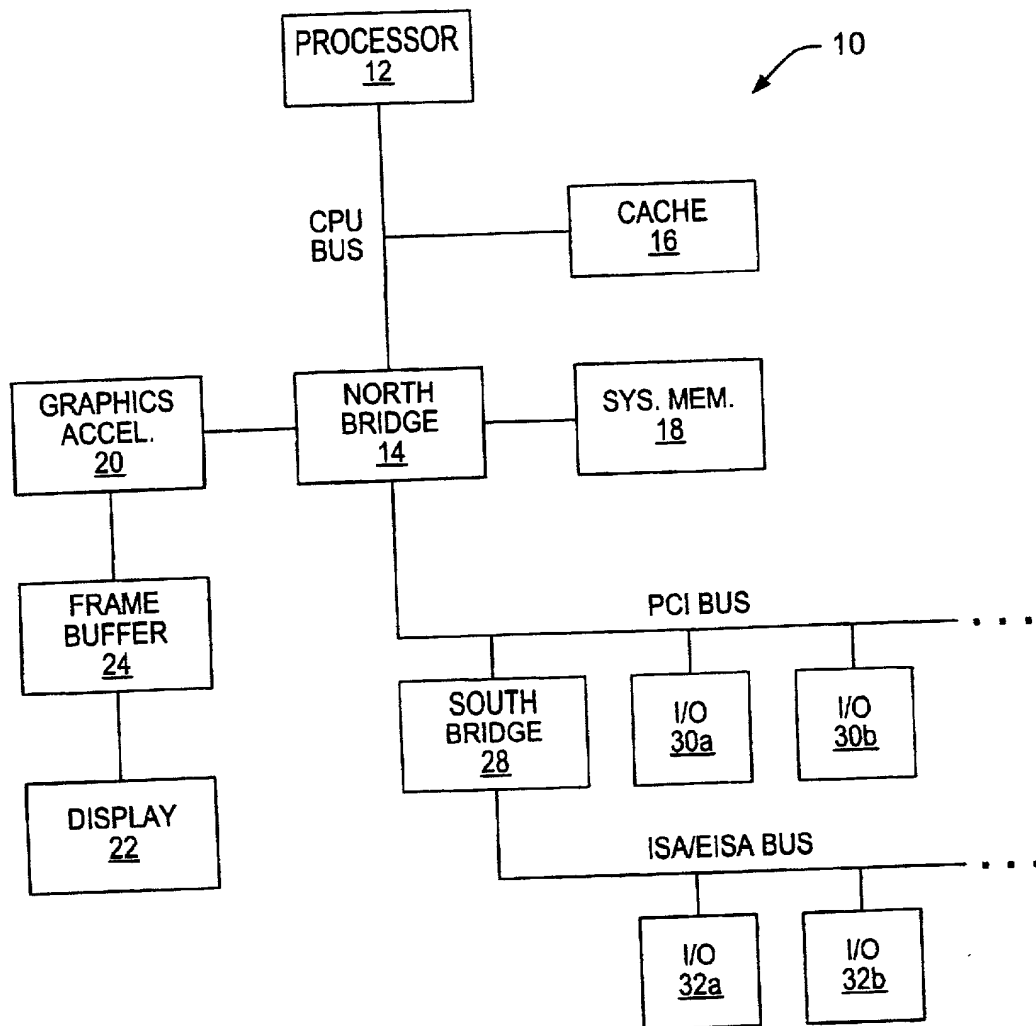 PROCESSOR
12
10
CPU
BUS
CACHE
16
GRAPHICS
ACCEL.
20
NORTH
BRIDGE
14
SYS. MEM.
18
FRAME
BUFFER
24
PCI BUS
SOUTH
BRIDGE
28
I/O
30a
I/O
30b
DISPLAY
22
ISA/EISA BUS
I/O
32a
I/O
32b